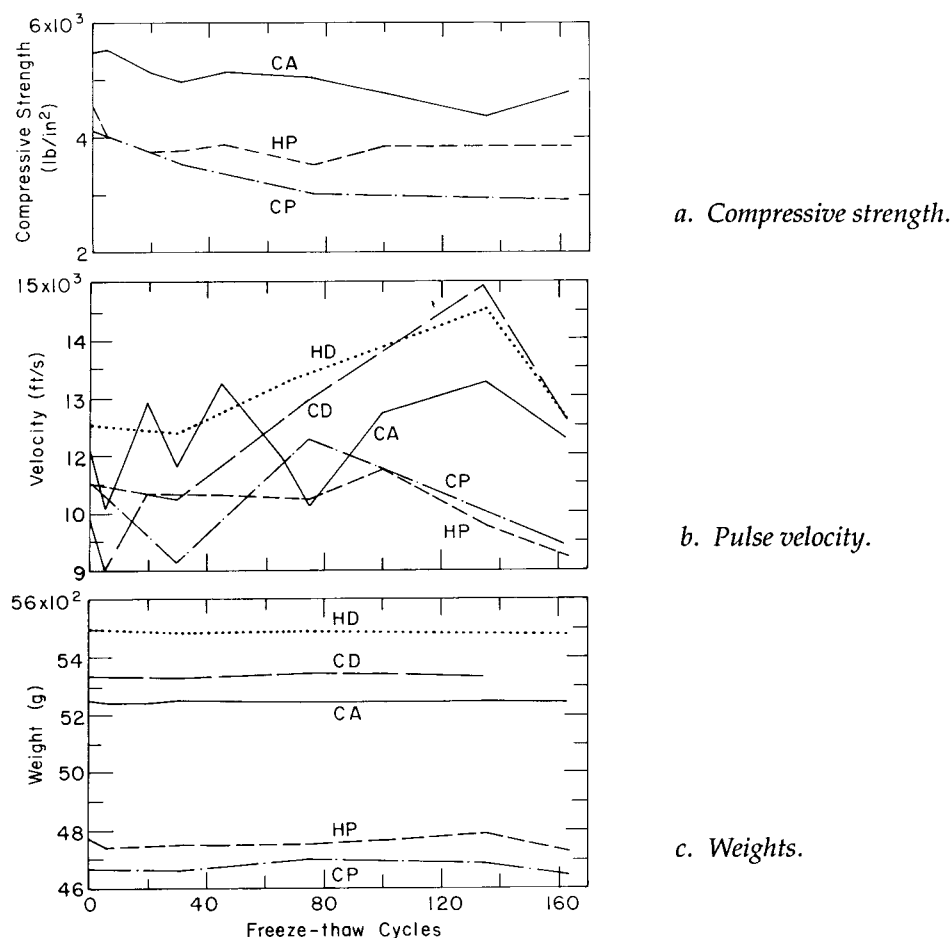 6x10³
4
2
Compressive Strength
(lb/in²)
CA
HP
CP
a. Compressive strength.
15x10³
14
13
12
11
10
9
Velocity (ft/s)
HD
CD
CA
CP
HP
b. Pulse velocity.
56x10²
54
52
50
48
46
Weight (g)
HD
CD
CA
HP
CP
c. Weights.
0 40 80 120 160
Freeze-thaw Cycles